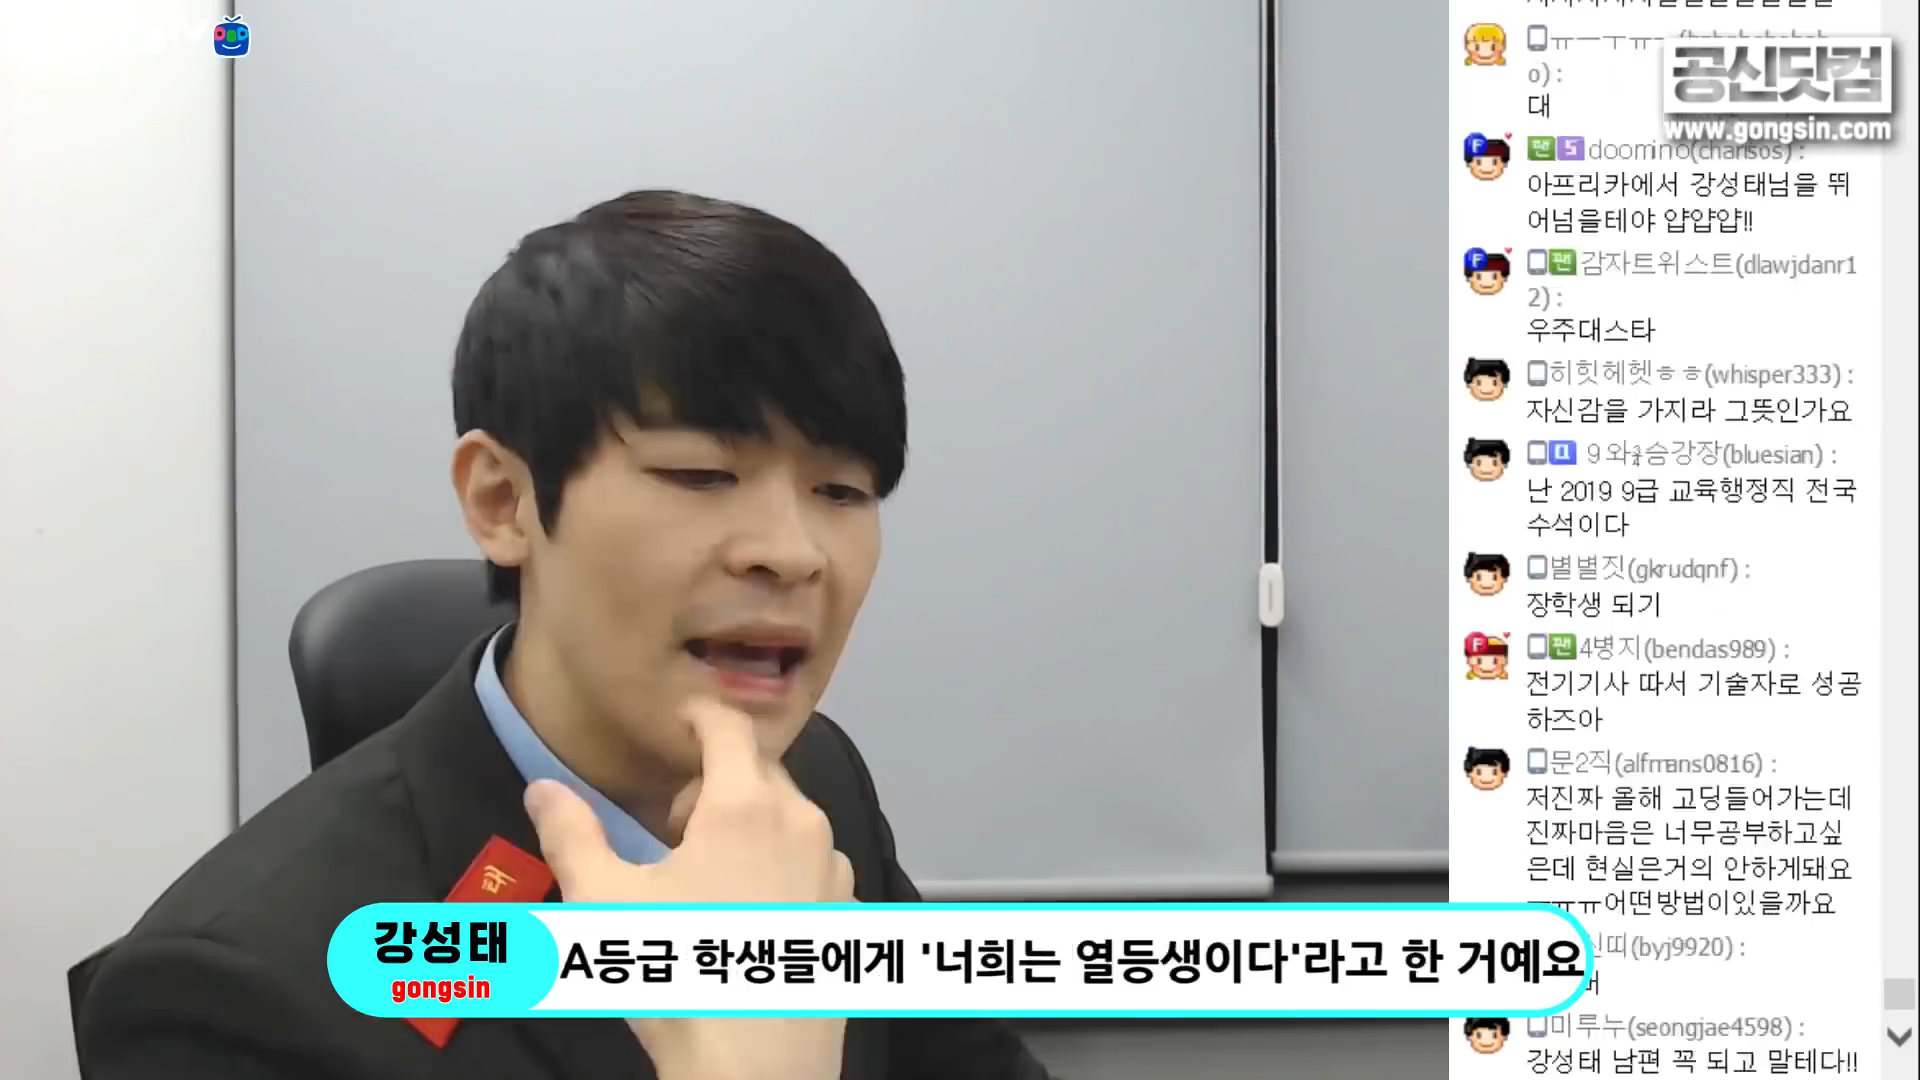 공신닷컴
www.gongsin.com
o) :
대
팬 5 doomino(charisos) :
아프리카에서 강성태님을 뛰
어넘을테야 얍얍얍!!
팬 감자트위스트(dlawjdanr1
2) :
우주대스타
히힛헤헷ㅎㅎ(whisper333) :
자신감을 가지라 그뜻인가요
슴강장(bluesian) :
난 2019 9급 교육행정직 전국
수석이다
별별짓(gkrudqnf) :
장학생 되기
팬 4병지(bendas989) :
전기기사 따서 기술자로 성공
하즈아
문2직(alfmans0816) :
저진짜 올해 고딩들어가는데
진짜마음은 너무공부하고싶
은데 현실은거의 안하게돼요
ㅠㅠ어떤방법이있을까요
(byj9920) :
미루누(seongjae4598) :
강성태 남편 꼭 되고 말테다!!
강성태
gongsin
A등급 학생들에게 '너희는 열등생이다'라고 한 거예요